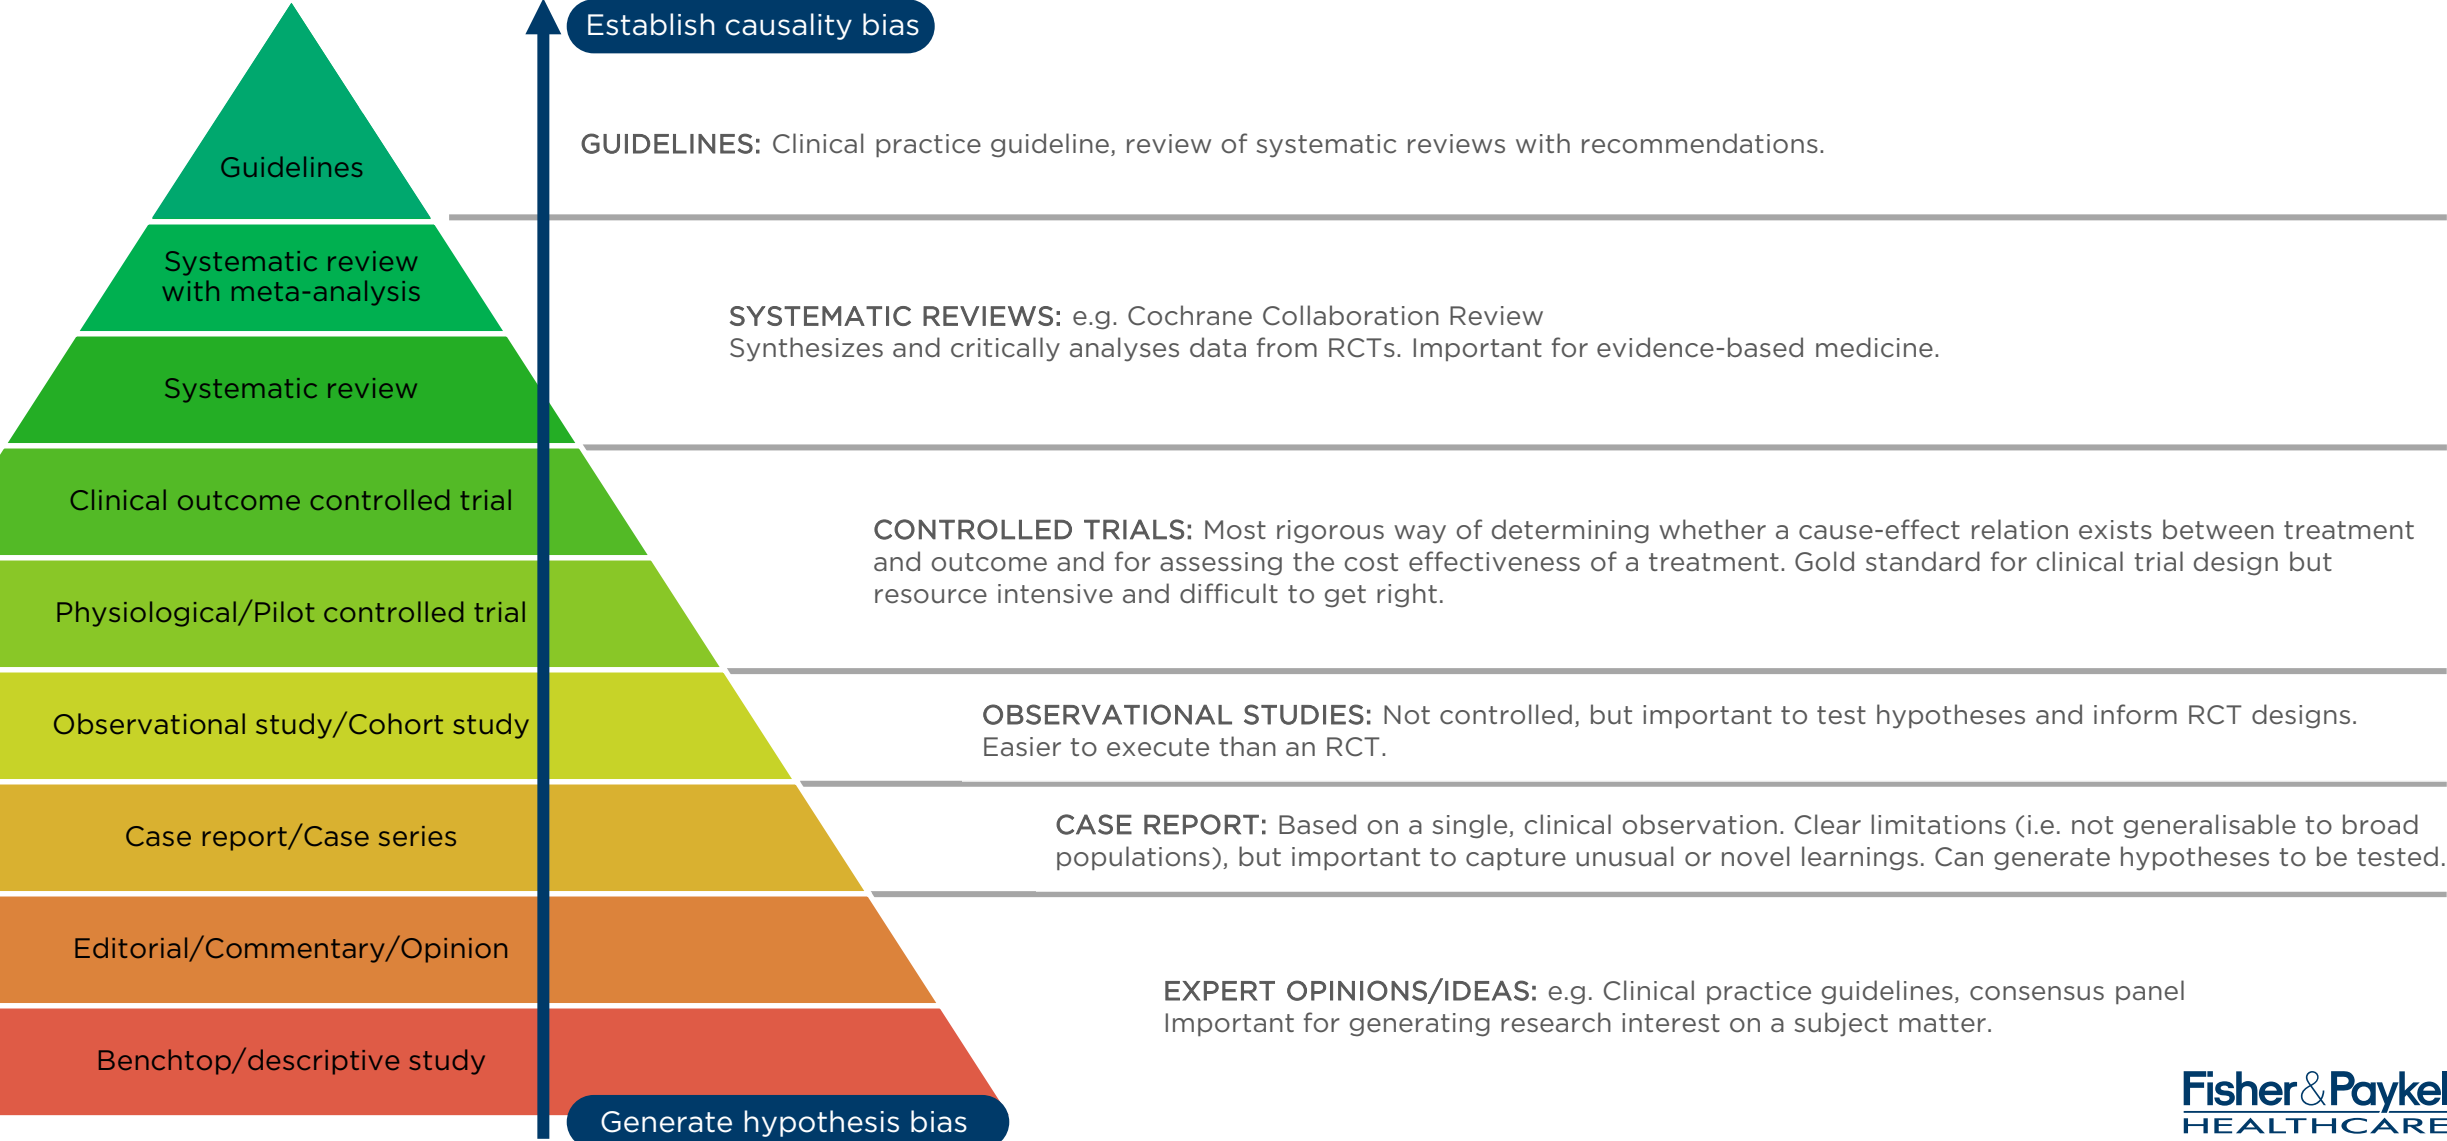 Establish causality bias
Guidelines
GUIDELINES: Clinical practice guideline, review of systematic reviews with recommendations.
Systematic review
with meta-analysis
Systematic review
SYSTEMATIC REVIEWS: e.g. Cochrane Collaboration Review
Synthesizes and critically analyses data from RCTs. Important for evidence-based medicine.
Clinical outcome controlled trial
Physiological/Pilot controlled trial
CONTROLLED TRIALS: Most rigorous way of determining whether a cause-effect relation exists between treatment
and outcome and for assessing the cost effectiveness of a treatment. Gold standard for clinical trial design but
resource intensive and difficult to get right.
Observational study/Cohort study
OBSERVATIONAL STUDIES: Not controlled, but important to test hypotheses and inform RCT designs.
Easier to execute than an RCT.
Case report/Case series
CASE REPORT: Based on a single, clinical observation. Clear limitations (i.e. not generalisable to broad
populations), but important to capture unusual or novel learnings. Can generate hypotheses to be tested.
Editorial/Commentary/Opinion
Benchtop/descriptive study
EXPERT OPINIONS/IDEAS: e.g. Clinical practice guidelines, consensus panel
Important for generating research interest on a subject matter.
Generate hypothesis bias
Fisher&Paykel
HEALTHCARE